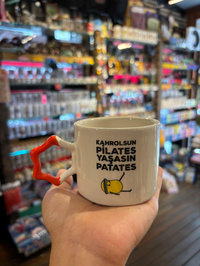 KAHROLSUN
PİLATES
YAŞASIN
PATATES